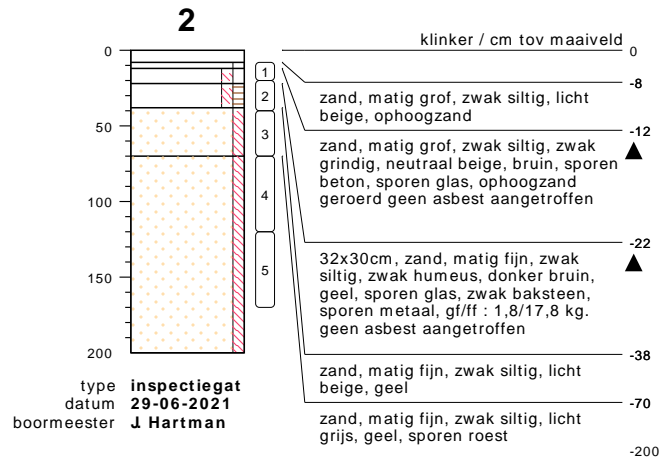 2
klinker / cm tov maaiveld
0
0
-8
zand, matig grof, zwak siltig, licht
beige, ophoogzand
-12
zand, matig grof, zwak siltig, zwak
grindig, neutraal beige, bruin, sporen
beton, sporen glas, ophoogzand
geroerd geen asbest aangetroffen
-22
32x30cm, zand, matig fijn, zwak
siltig, zwak humeus, donker bruin,
geel, sporen glas, zwak baksteen,
sporen metaal, gf/ff : 1,8/17,8 kg.
geen asbest aangetroffen
-38
zand, matig fijn, zwak siltig, licht
beige, geel
-70
zand, matig fijn, zwak siltig, licht
grijs, geel, sporen roest
-200
50
100
150
200
1
2
3
4
5
type inspectiegat
datum 29-06-2021
boormeester J. Hartman